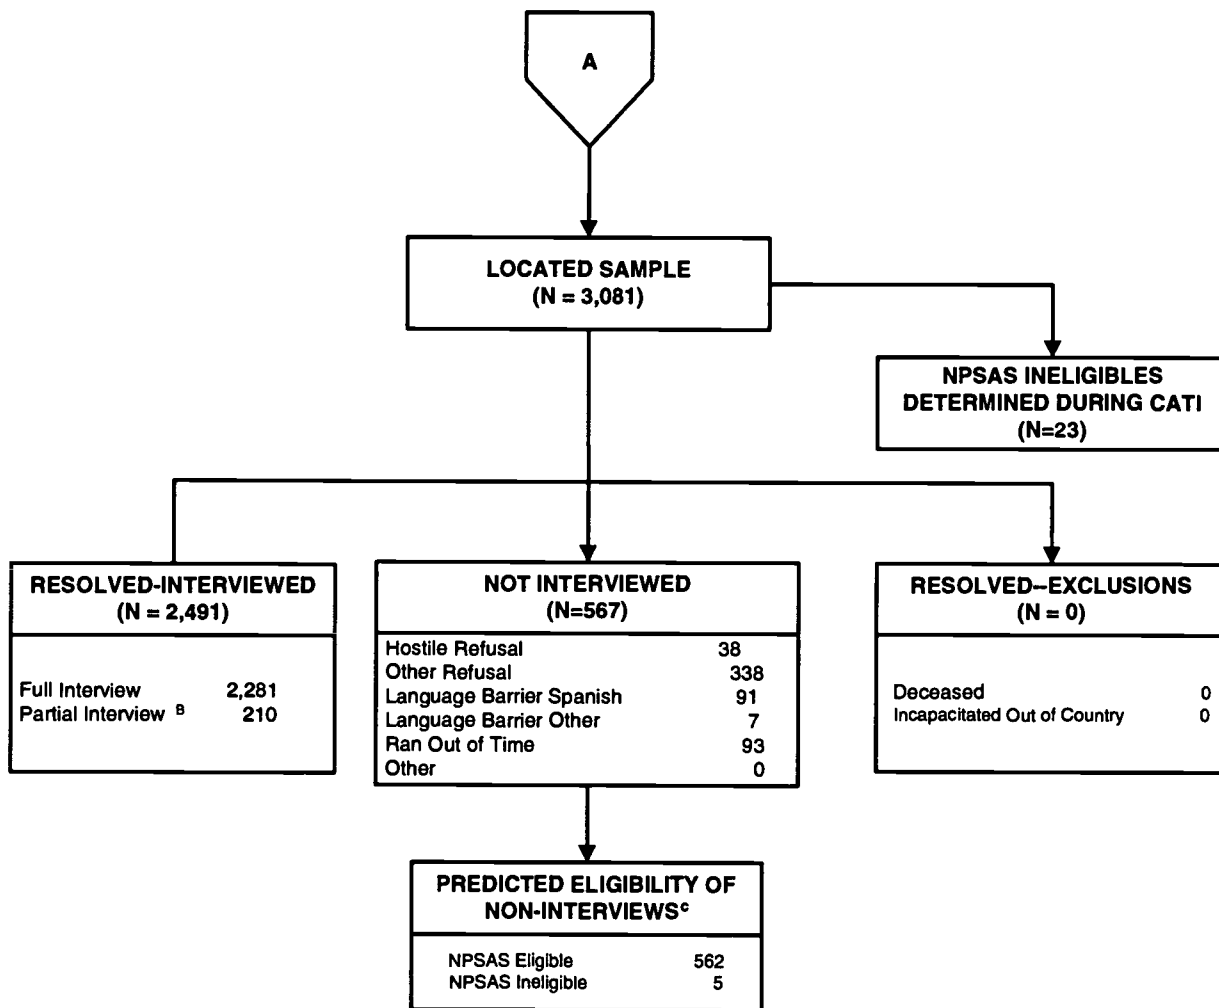 A
LOCATED SAMPLE
(N = 3,081)
NPSAS INELIGIBLES
DETERMINED DURING CATI
(N=23)
RESOLVED-INTERVIEWED
(N = 2,491)
Full Interview 2,281
Partial Interview B 210
NOT INTERVIEWED
(N=567)
Hostile Refusal 38
Other Refusal 338
Language Barrier Spanish 91
Language Barrier Other 7
Ran Out of Time 93
Other 0
RESOLVED--EXCLUSIONS
(N = 0)
Deceased 0
Incapacitated Out of Country 0
PREDICTED ELIGIBILITY OF
NON-INTERVIEWSc
NPSAS Eligible 562
NPSAS Ineligible 5